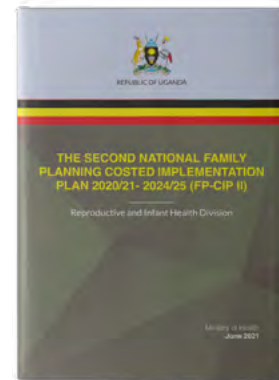 REPUBLIC OF UGANDA
THE SECOND NATIONAL FAMILY
PLANNING COSTED IMPLEMENTATION
PLAN 2020/21- 2024/25 (FP-CIP II)
Reproductive and Infant Health Division
Ministry of Health
June 2021